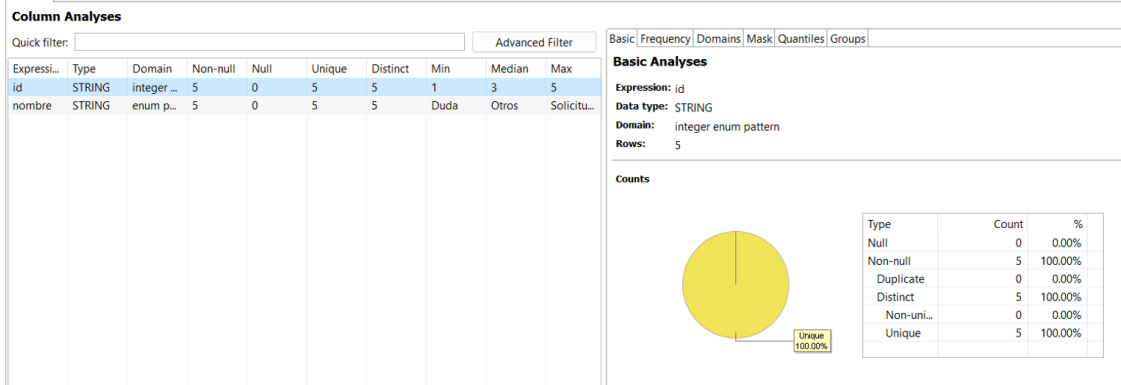 Column Analyses
Quick filter:
Advanced Filter
Expressi... Type Domain Non-null Null Unique Distinct Min Median Max
id STRING integer ... 5 0 5 5 1 3 5
nombre STRING enum p... 5 0 5 5 Duda Otros Solicitu...
Basic Frequency Domains Mask Quantiles Groups
Basic Analyses
Expression: id
Data type: STRING
Domain: integer enum pattern
Rows: 5
Counts
Unique
100.00%
Type Count %
Null 0 0.00%
Non-null 5 100.00%
Duplicate 0 0.00%
Distinct 5 100.00%
Non-uni... 0 0.00%
Unique 5 100.00%